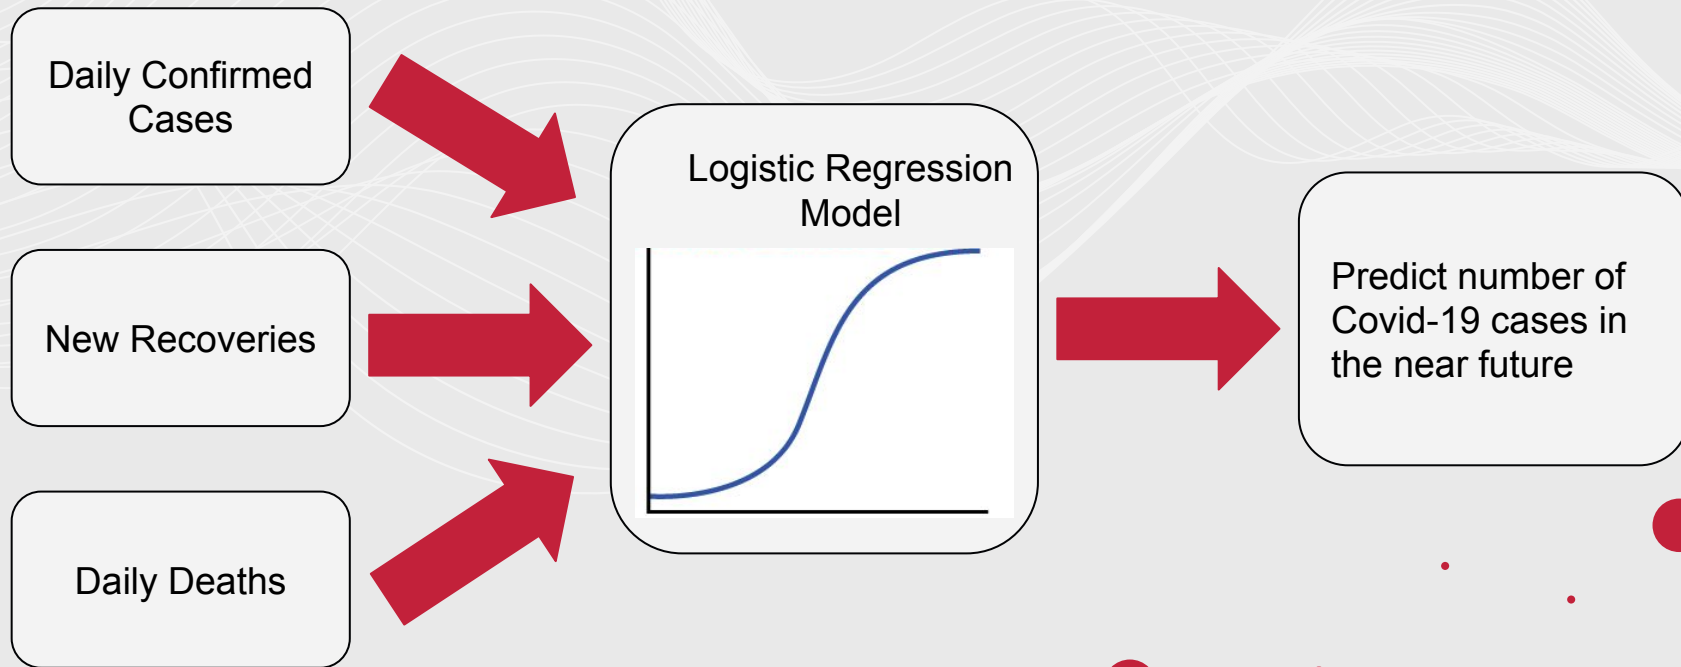 Daily Confirmed
Cases
New Recoveries
Daily Deaths
Logistic Regression
Model
Predict number of
Covid-19 cases in
the near future